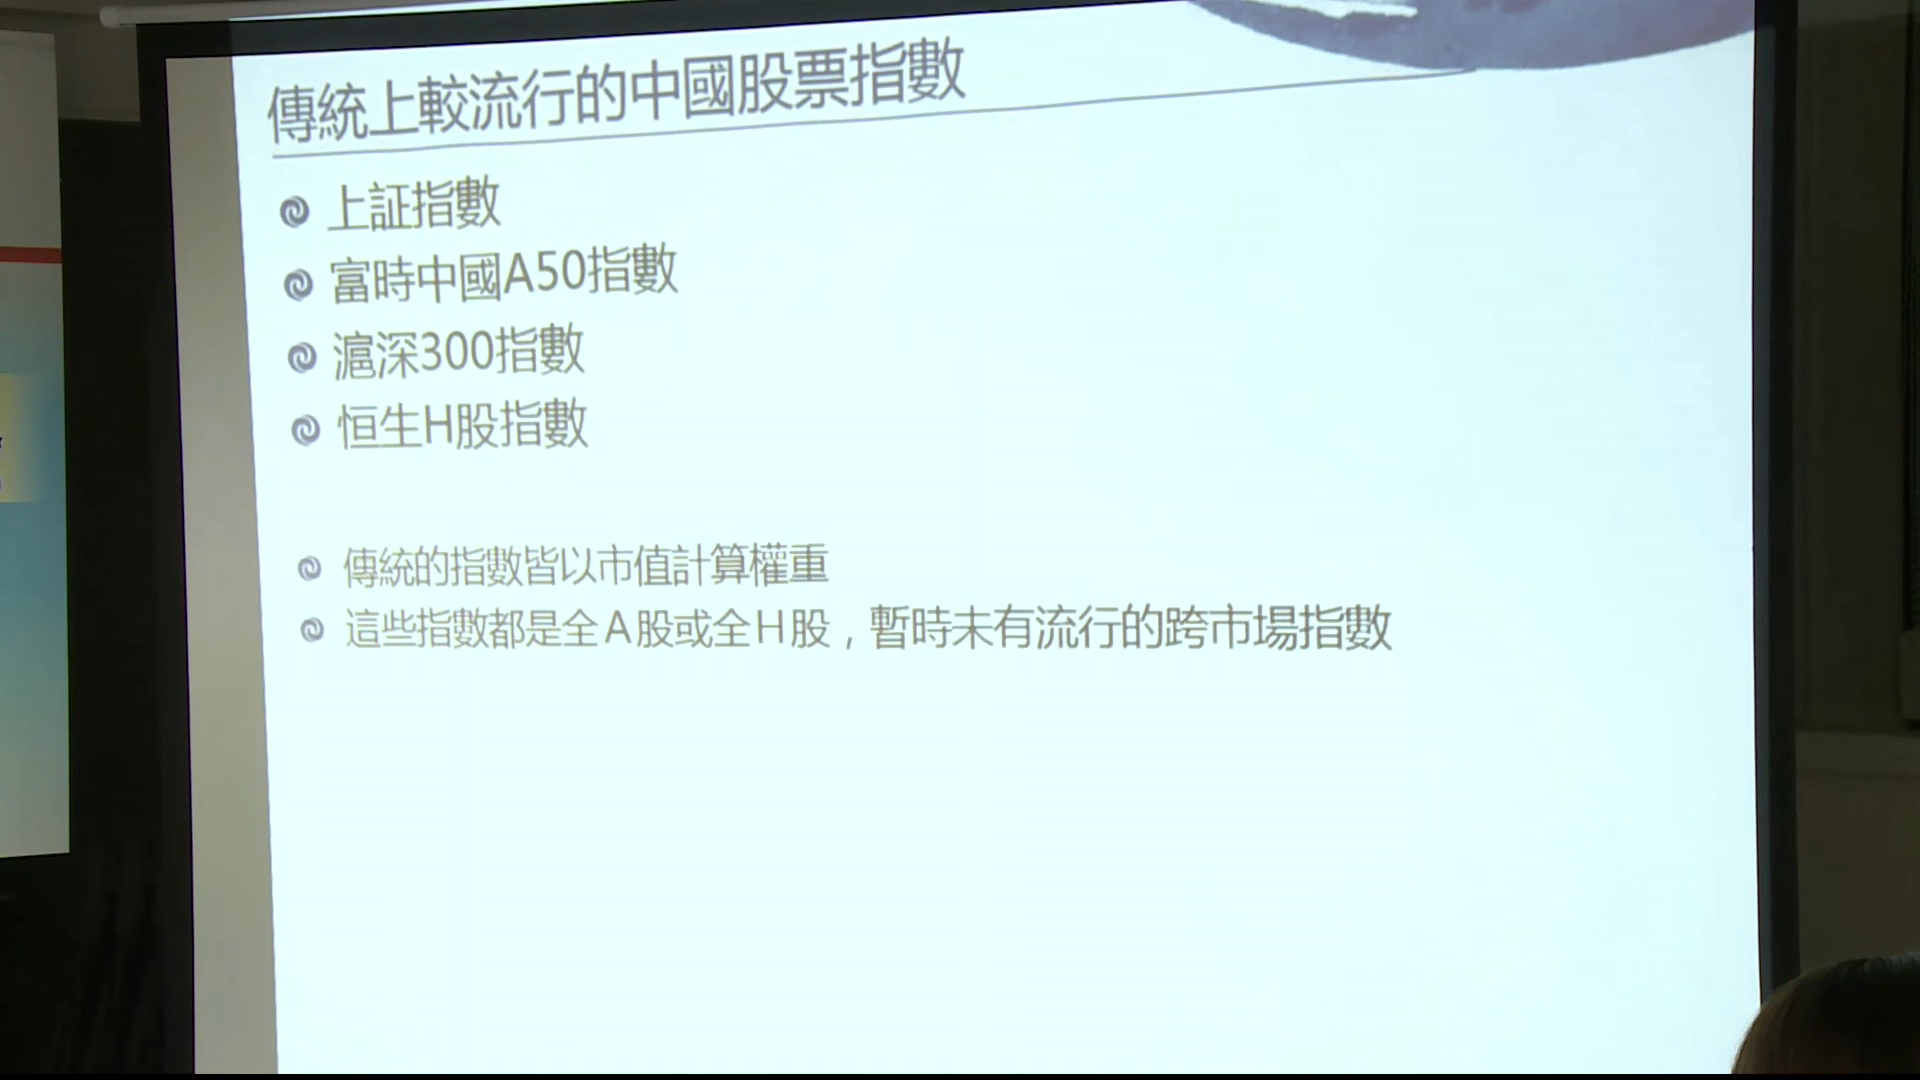 傳統上較流行的中國股票指數
上証指數
富時中國A50指數
滬深300指數
恒生H股指數
傳統的指數皆以市值計算權重
這些指數都是全A股或全H股，暫時未有流行的跨市場指數